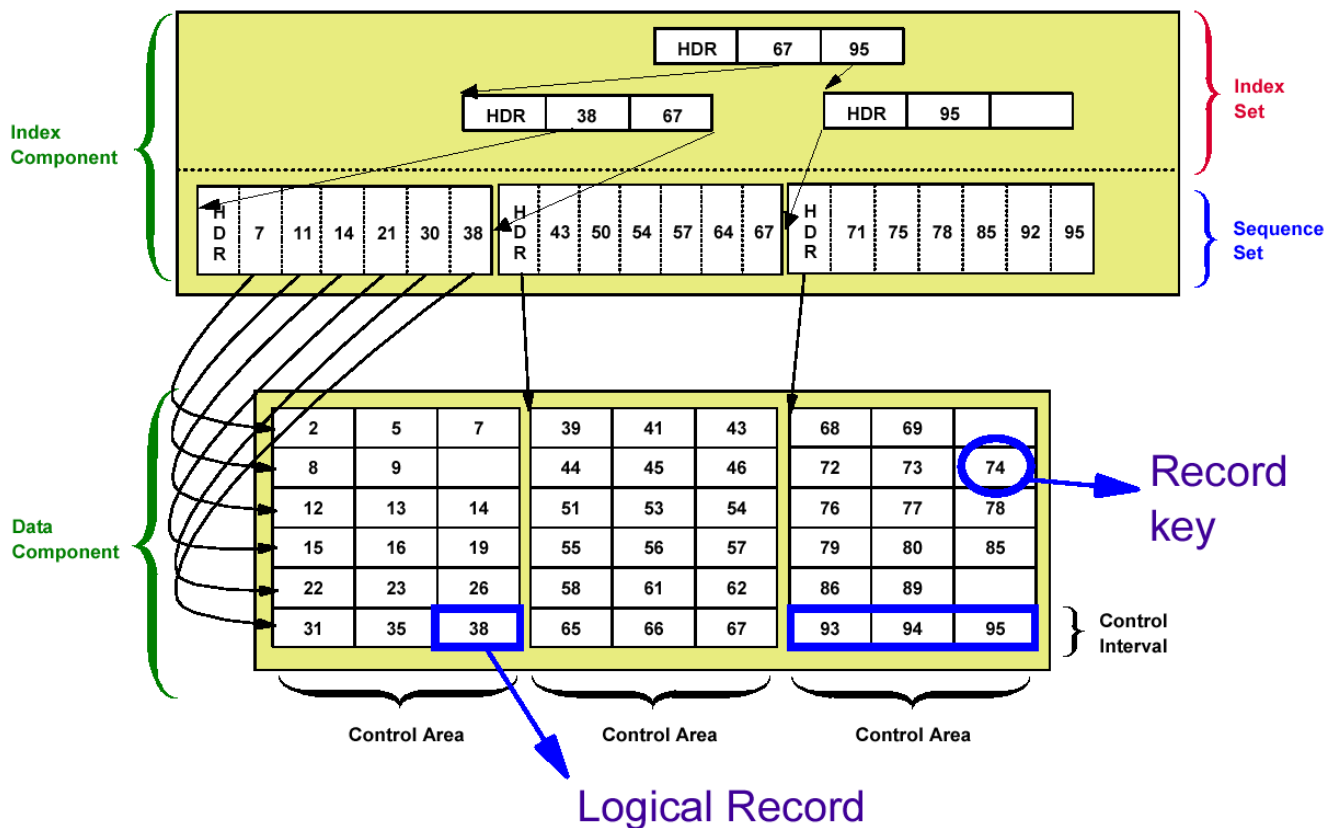 HDR 67 95
Index
Set
HDR 38 67
HDR 95
Index
Component
HDR 7 11 14 21 30 38
HDR 43 50 54 57 64 67
HDR 71 75 78 85 92 95
Sequence
Set
2 5 7 39 41 43 68 69
8 9 44 45 46 72 73 74
Record
key
12 13 14 51 53 54 76 77 78
Data
Component
15 16 19 55 56 57 79 80 85
22 23 26 58 61 62 86 89
31 35 38 65 66 67 93 94 95
Control
Interval
Control Area
Control Area
Control Area
Logical Record